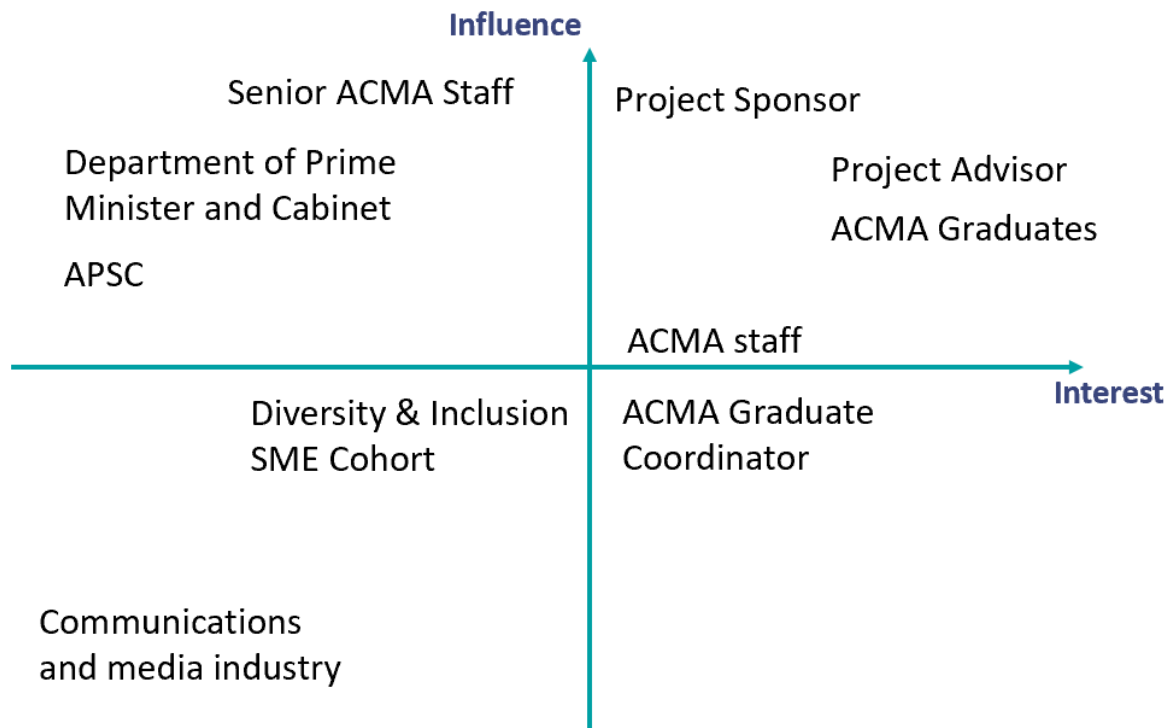 Influence
Senior ACMA Staff
Project Sponsor
Department of Prime
Minister and Cabinet
Project Advisor
ACMA Graduates
APSC
ACMA staff
Interest
Diversity & Inclusion
SME Cohort
ACMA Graduate
Coordinator
Communications
and media industry